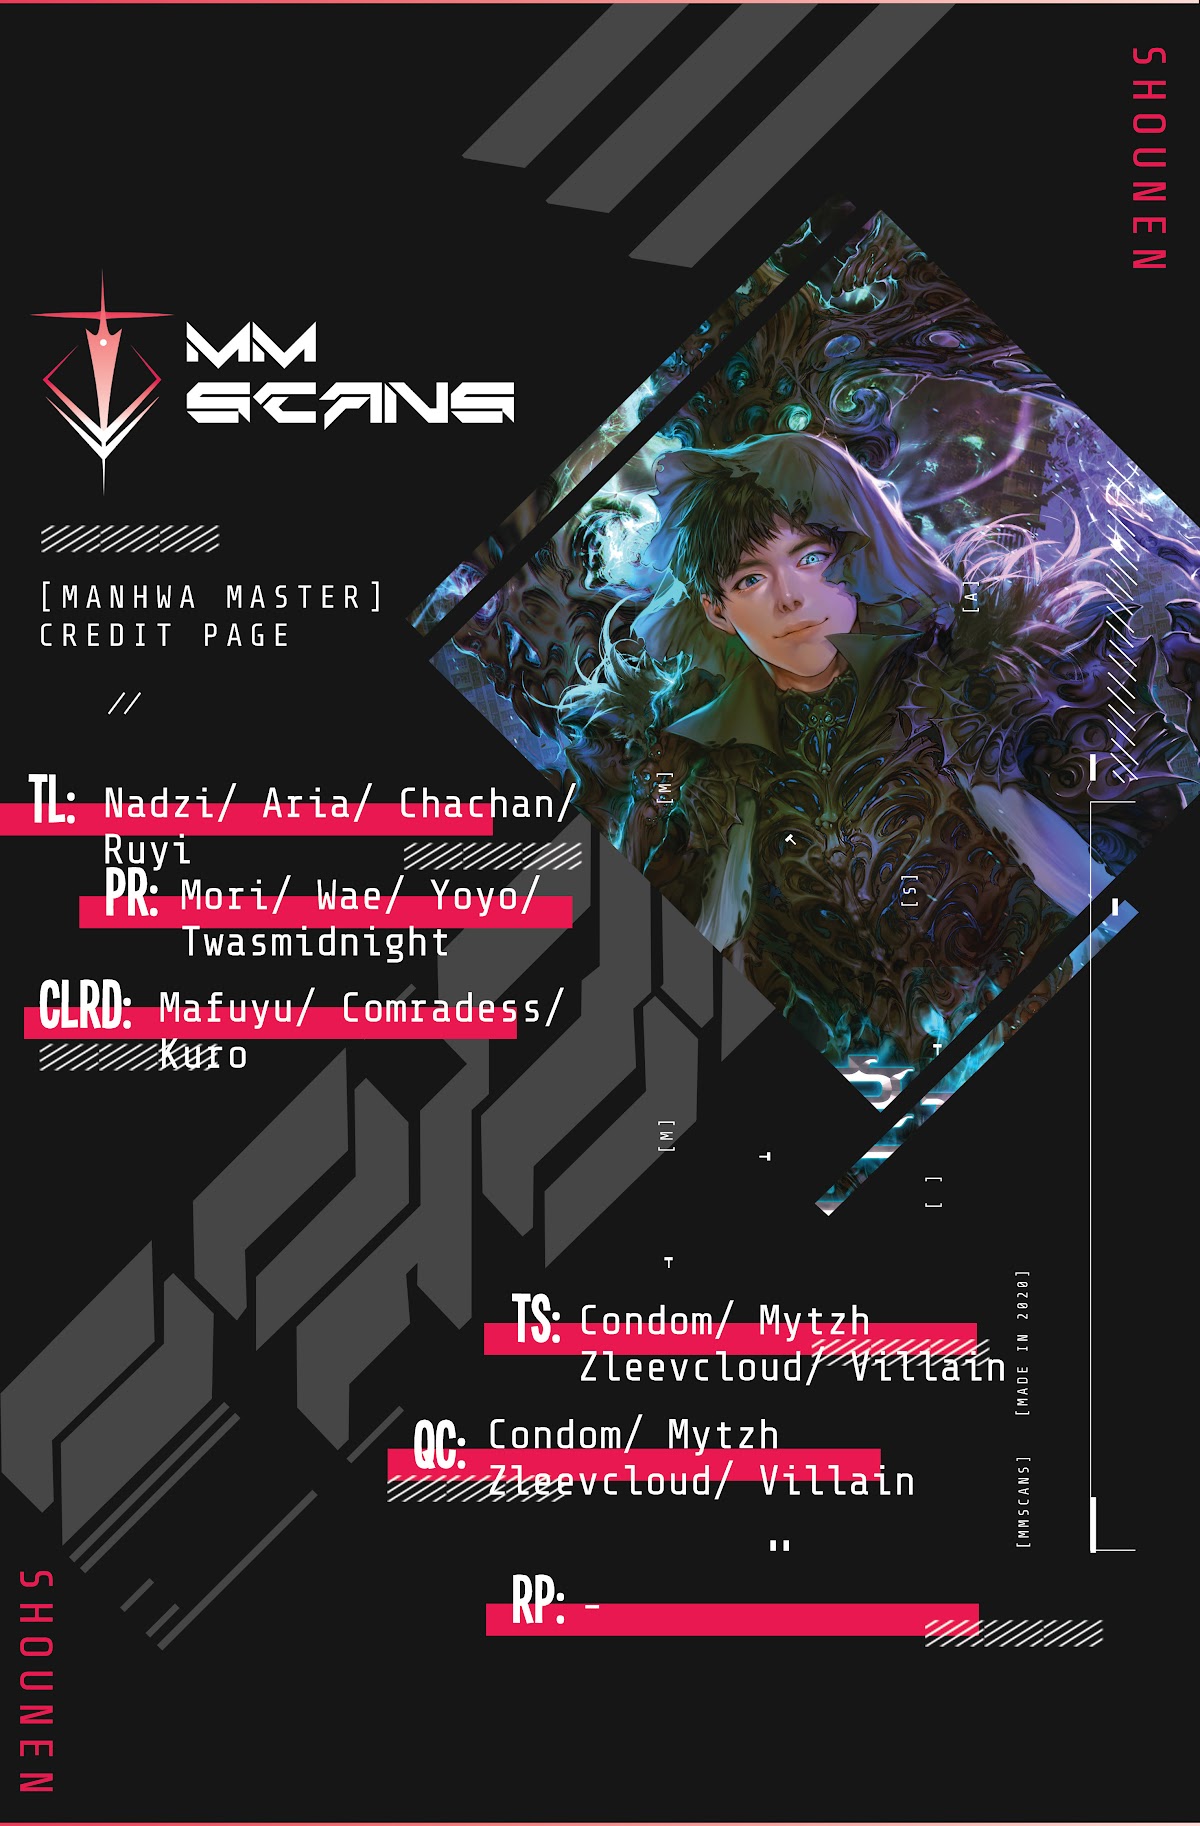 SHOUNEN
MM
SCANS
[MANHWA MASTER]
CREDIT PAGE
//
[A]
[M]
[S]
TL: Nadzi/ Aria/ Chachan/
Ruyi
PR: Mori/ Wae/ Yoyo/
Twasmidnight
CLRD: Mafuyu/ Comradess/
Kuro
[M]
[ ]
TS: Condom/ Mytzh
Zleevcloud/ Villain
[MADE IN 2020]
QC: Condom/ Mytzh
Zleevcloud/ Villain
[MMSCANS]
RP: -
SHOUNEN